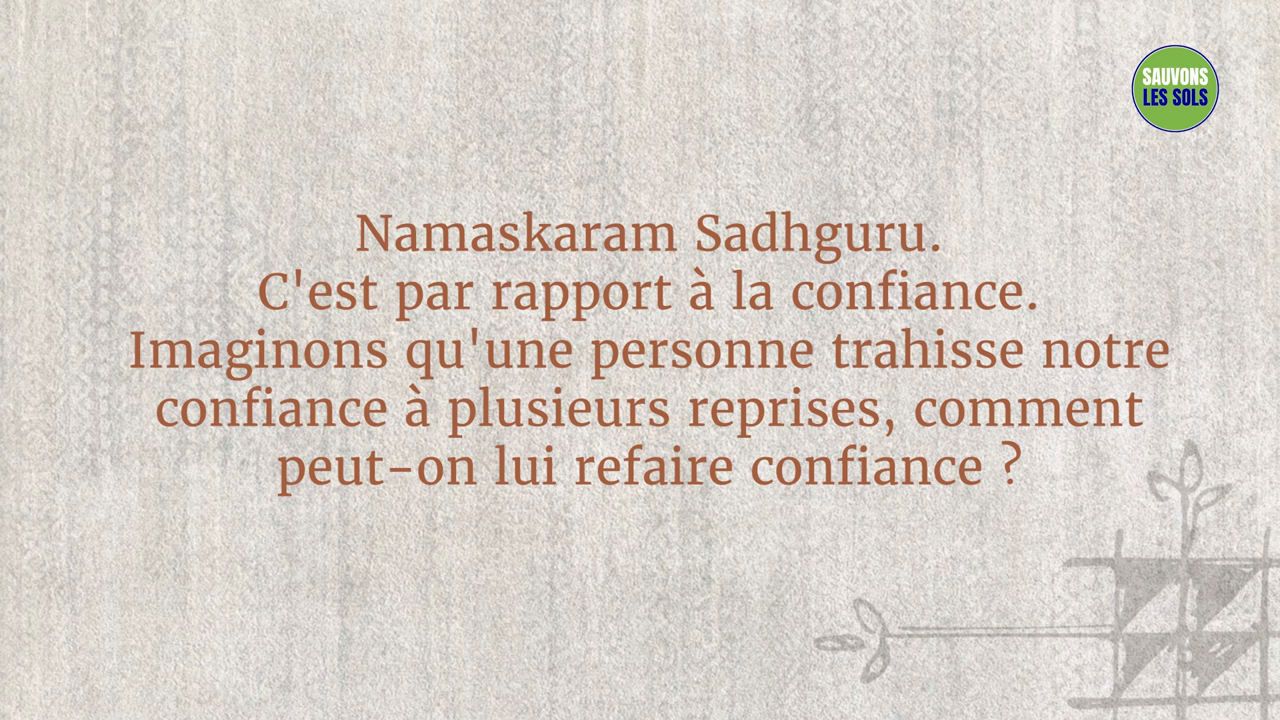 SAUVONS
LES SOLS
Namaskaram Sadhguru.
C'est par rapport à la confiance.
Imaginons qu'une personne trahisse notre
confiance à plusieurs reprises, comment
peut-on lui refaire confiance ?